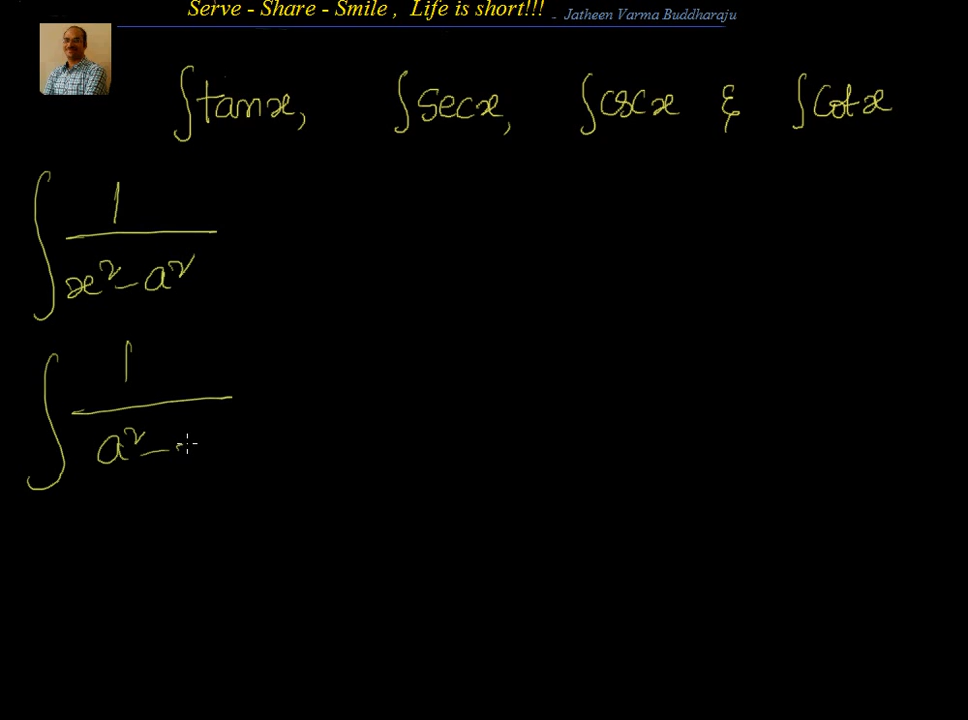 Serve - Share - Smile , Life is short!!! - Jatheen Varma Buddharaju
∫tanx, ∫secx, ∫cscx & ∫cotx
∫ 1
x² - a²
∫ 1
a² -